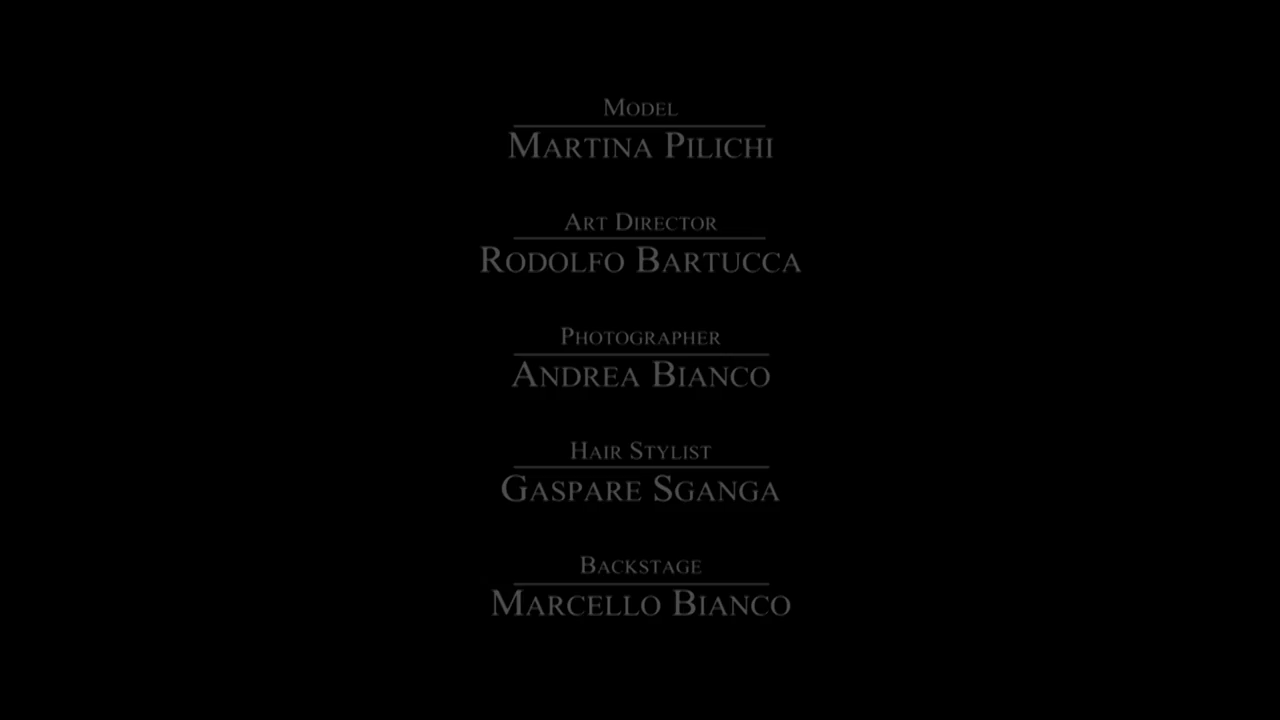 Model
Martina Pilichi
Art Director
Rodolfo Bartucca
Photographer
Andrea Bianco
Hair Stylist
Gaspare Sganga
Backstage
Marcello Bianco